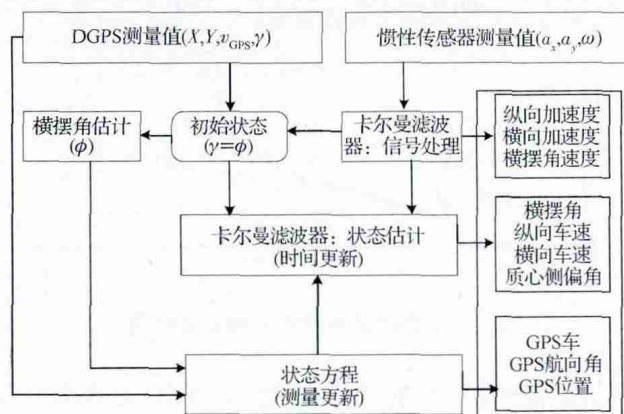 DGPS测量值(X,Y,v_GPS,γ)
惯性传感器测量值(a_x,a_y,ω)
横摆角估计
(ϕ)
初始状态
(γ=ϕ)
卡尔曼滤波
器：信号处理
纵向加速度
横向加速度
横摆角速度
卡尔曼滤波器：状态估计
(时间更新)
横摆角
纵向车速
横向车速
质心侧偏角
状态方程
(测量更新)
GPS车
GPS航向角
GPS位置